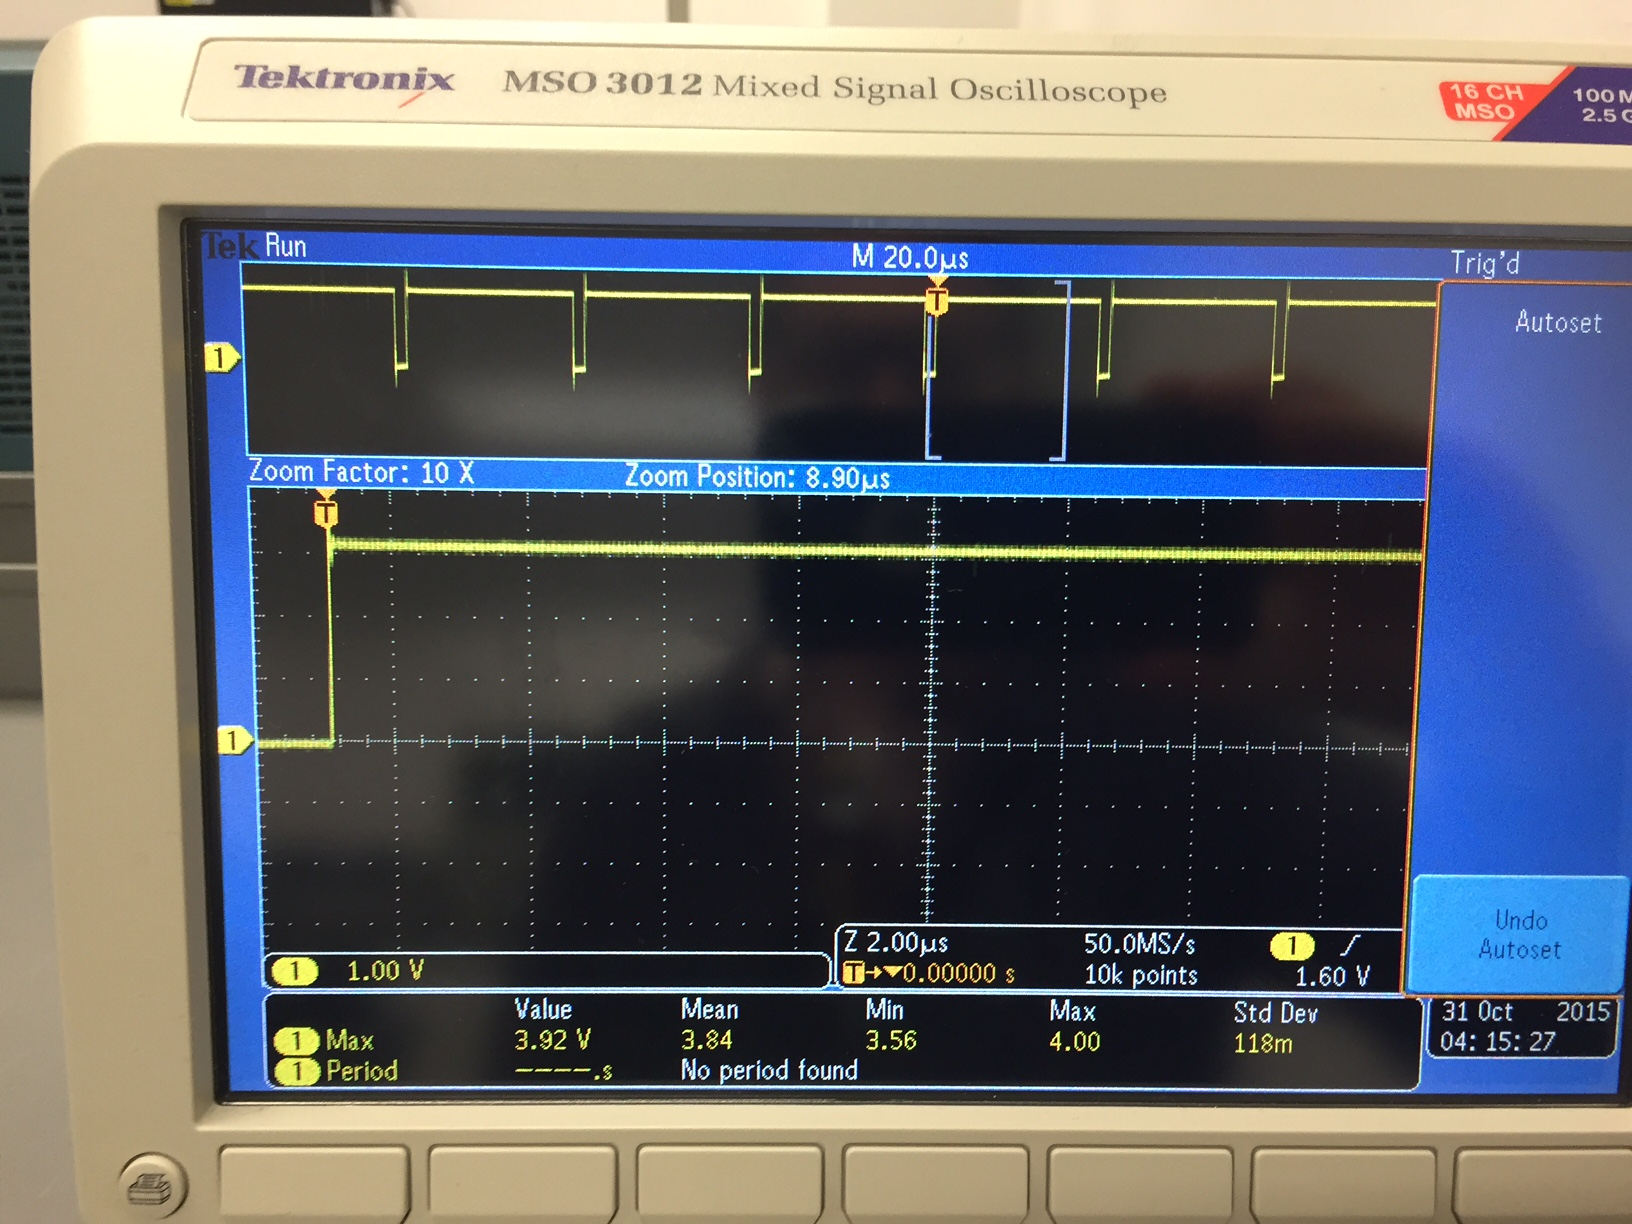 Tektronix MSO 3012 Mixed Signal Oscilloscope
16 CH
MSO
100 M
2.5 G
Tek Run
M 20.0µs
Trig'd
Autoset
T
1
Zoom Factor: 10 X
Zoom Position: 8.90µs
T
1
Undo
Autoset
1 1.00 V
Z 2.00µs 50.0MS/s 1
T→▼0.00000 s 10k points 1.60 V
Value Mean Min Max Std Dev
1 Max 3.92 V 3.84 3.56 4.00 118m
1 Period ----.s No period found
31 Oct 2015
04: 15: 27